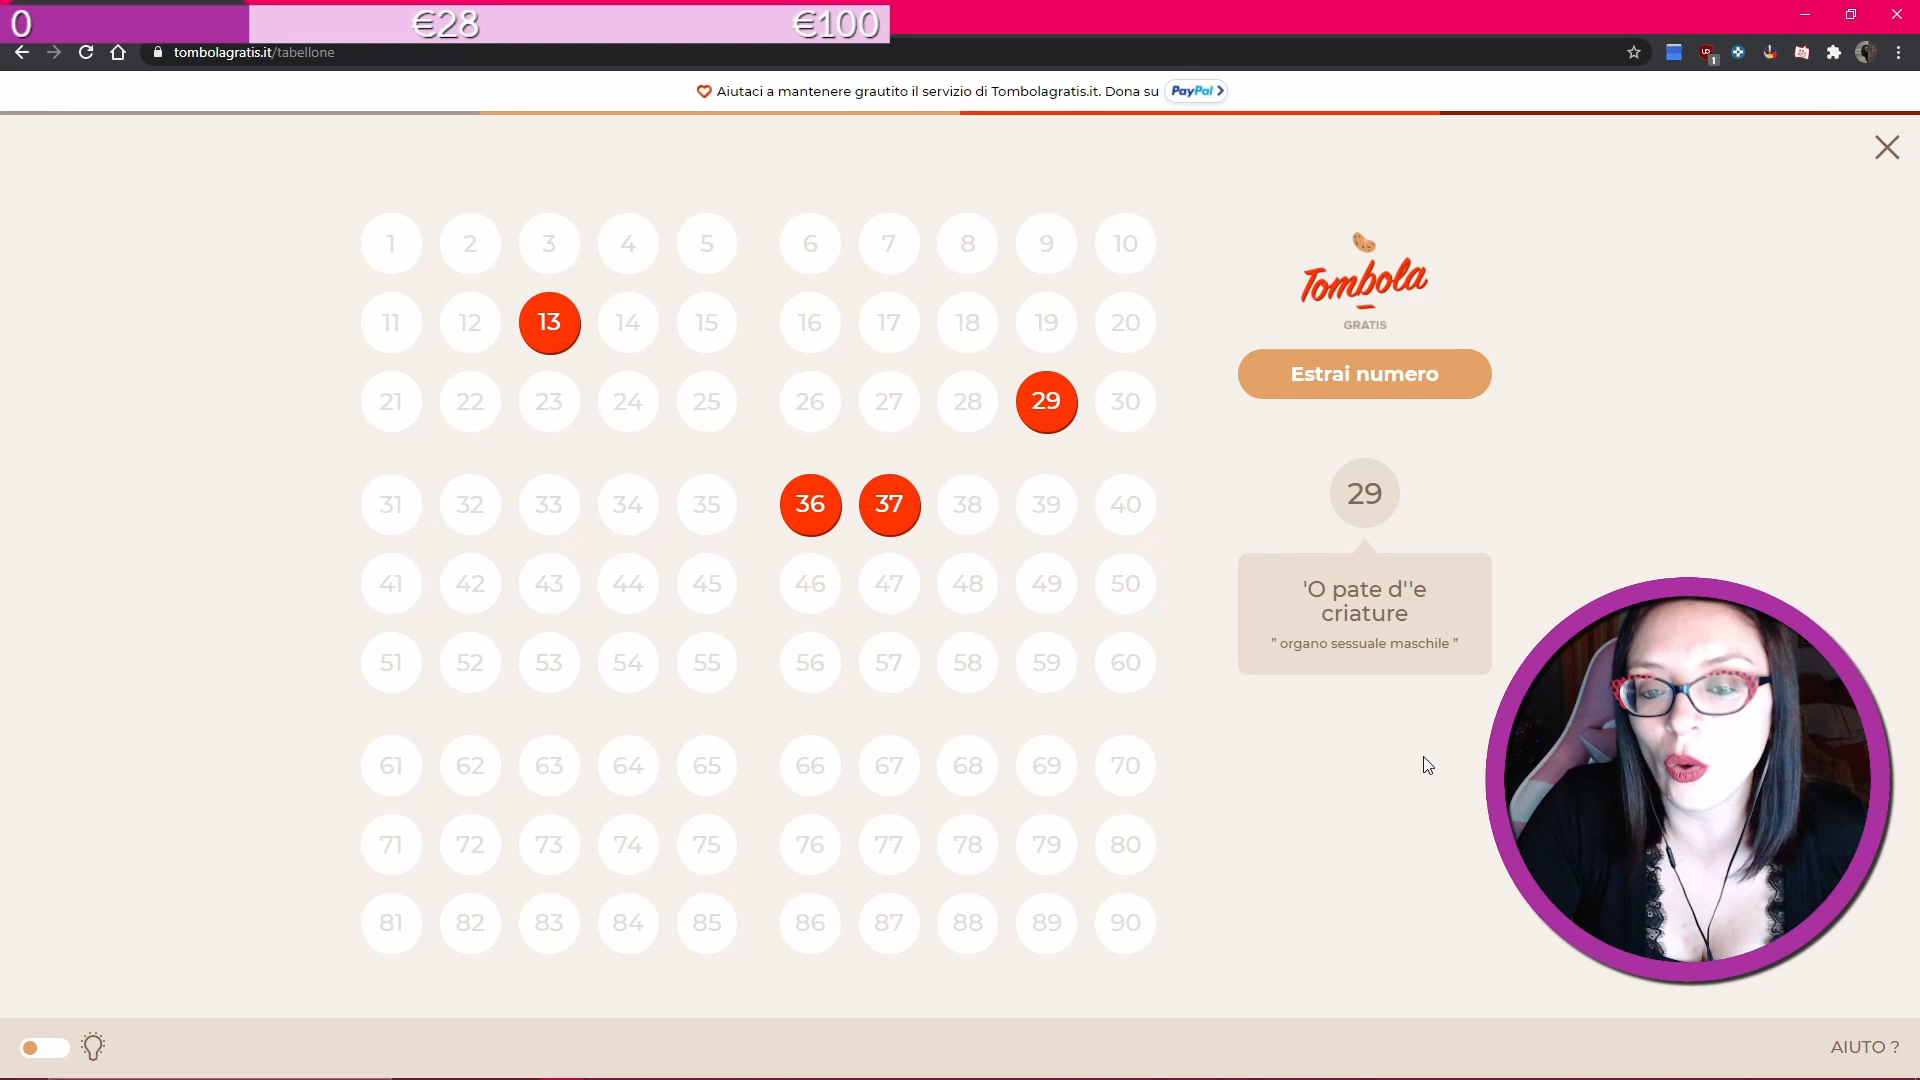 0 €28 €100
tombolagratis.it/tabellone
1
Aiutaci a mantenere grautito il servizio di Tombolagratis.it. Dona su PayPal
1 2 3 4 5 6 7 8 9 10
11 12 13 14 15 16 17 18 19 20
21 22 23 24 25 26 27 28 29 30
31 32 33 34 35 36 37 38 39 40
41 42 43 44 45 46 47 48 49 50
51 52 53 54 55 56 57 58 59 60
61 62 63 64 65 66 67 68 69 70
71 72 73 74 75 76 77 78 79 80
81 82 83 84 85 86 87 88 89 90
Tombola
GRATIS
Estrai numero
29
'O pate d''e
criature
" organo sessuale maschile "
AIUTO ?